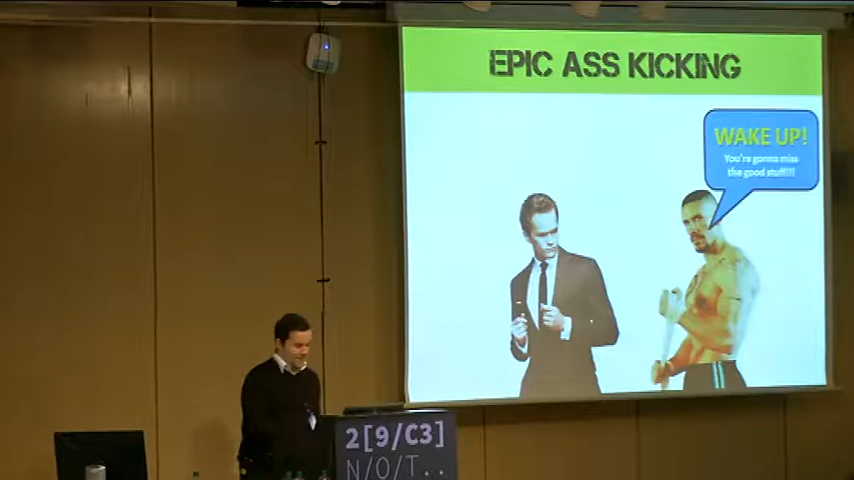 EPIC ASS KICKING
WAKE UP!
You're gonna miss
the good stuff!!!!
2[9/C3]
N/O/T...